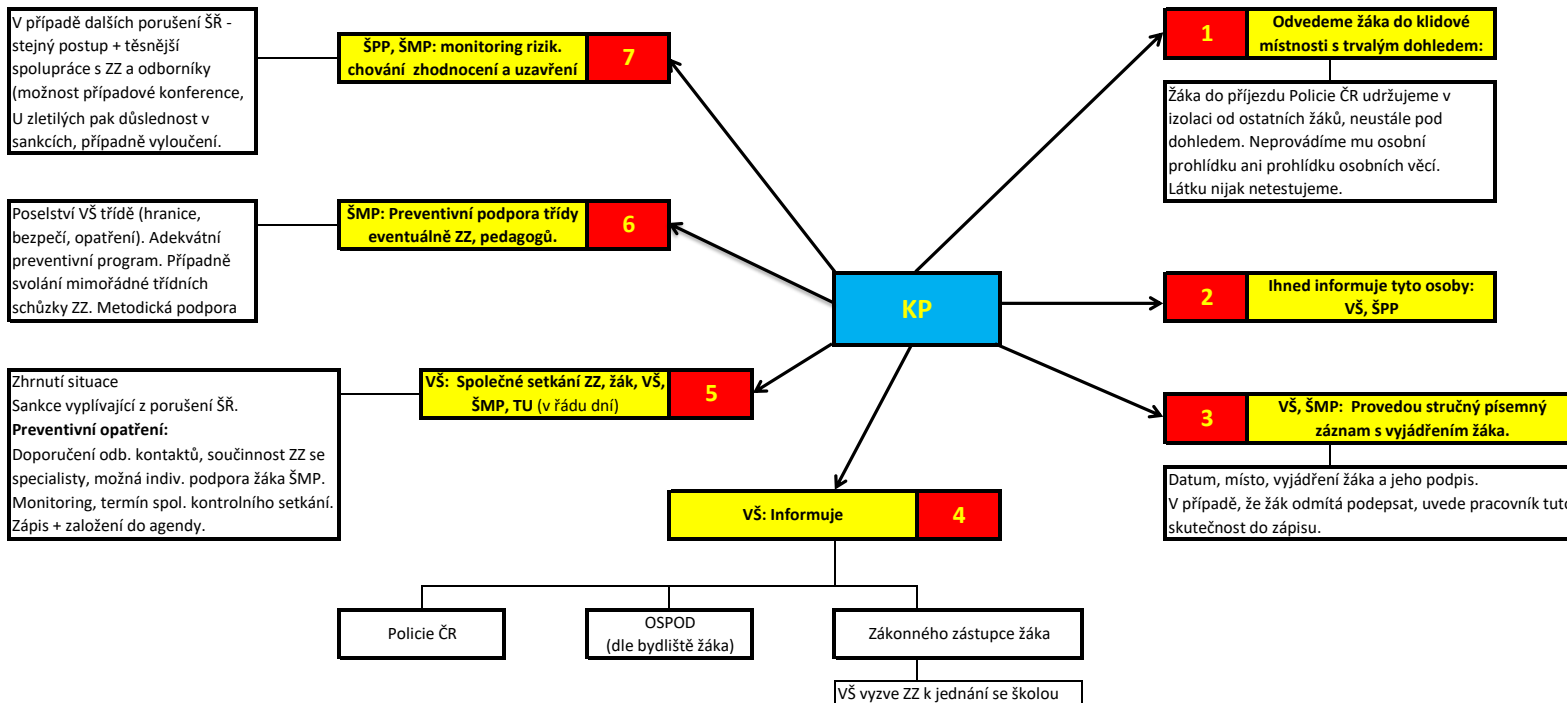 KP
1
Odvedeme žáka do klidové
místnosti s trvalým dohledem:
Žáka do příjezdu Policie ČR udržujeme v
izolaci od ostatních žáků, neustále pod
dohledem. Neprovádíme mu osobní
prohlídku ani prohlídku osobních věcí.
Látku nijak netestujeme.
2
Ihned informuje tyto osoby:
VŠ, ŠPP
3
VŠ, ŠMP: Provedou stručný písemný
záznam s vyjádřením žáka.
Datum, místo, vyjádření žáka a jeho podpis.
V případě, že žák odmítá podepsat, uvede pracovník tuto
skutečnost do zápisu.
VŠ: Informuje
4
Policie ČR
OSPOD
(dle bydliště žáka)
Zákonného zástupce žáka
VŠ vyzve ZZ k jednání se školou
VŠ: Společné setkání ZZ, žák, VŠ,
ŠMP, TU (v řádu dní)
5
Zhrnutí situace
Sankce vyplívající z porušení ŠŘ.
Preventivní opatření:
Doporučení odb. kontaktů, součinnost ZZ se
specialisty, možná indiv. podpora žáka ŠMP.
Monitoring, termín spol. kontrolního setkání.
Zápis + založení do agendy.
ŠMP: Preventivní podpora třídy
eventuálně ZZ, pedagogů.
6
Poselství VŠ třídě (hranice,
bezpečí, opatření). Adekvátní
preventivní program. Případně
svolání mimořádné třídních
schůzky ZZ. Metodická podpora
ŠPP, ŠMP: monitoring rizik.
chování zhodnocení a uzavření
7
V případě dalších porušení ŠŘ -
stejný postup + těsnější
spolupráce s ZZ a odborníky
(možnost případové konference,
U zletilých pak důslednost v
sankcích, případně vyloučení.